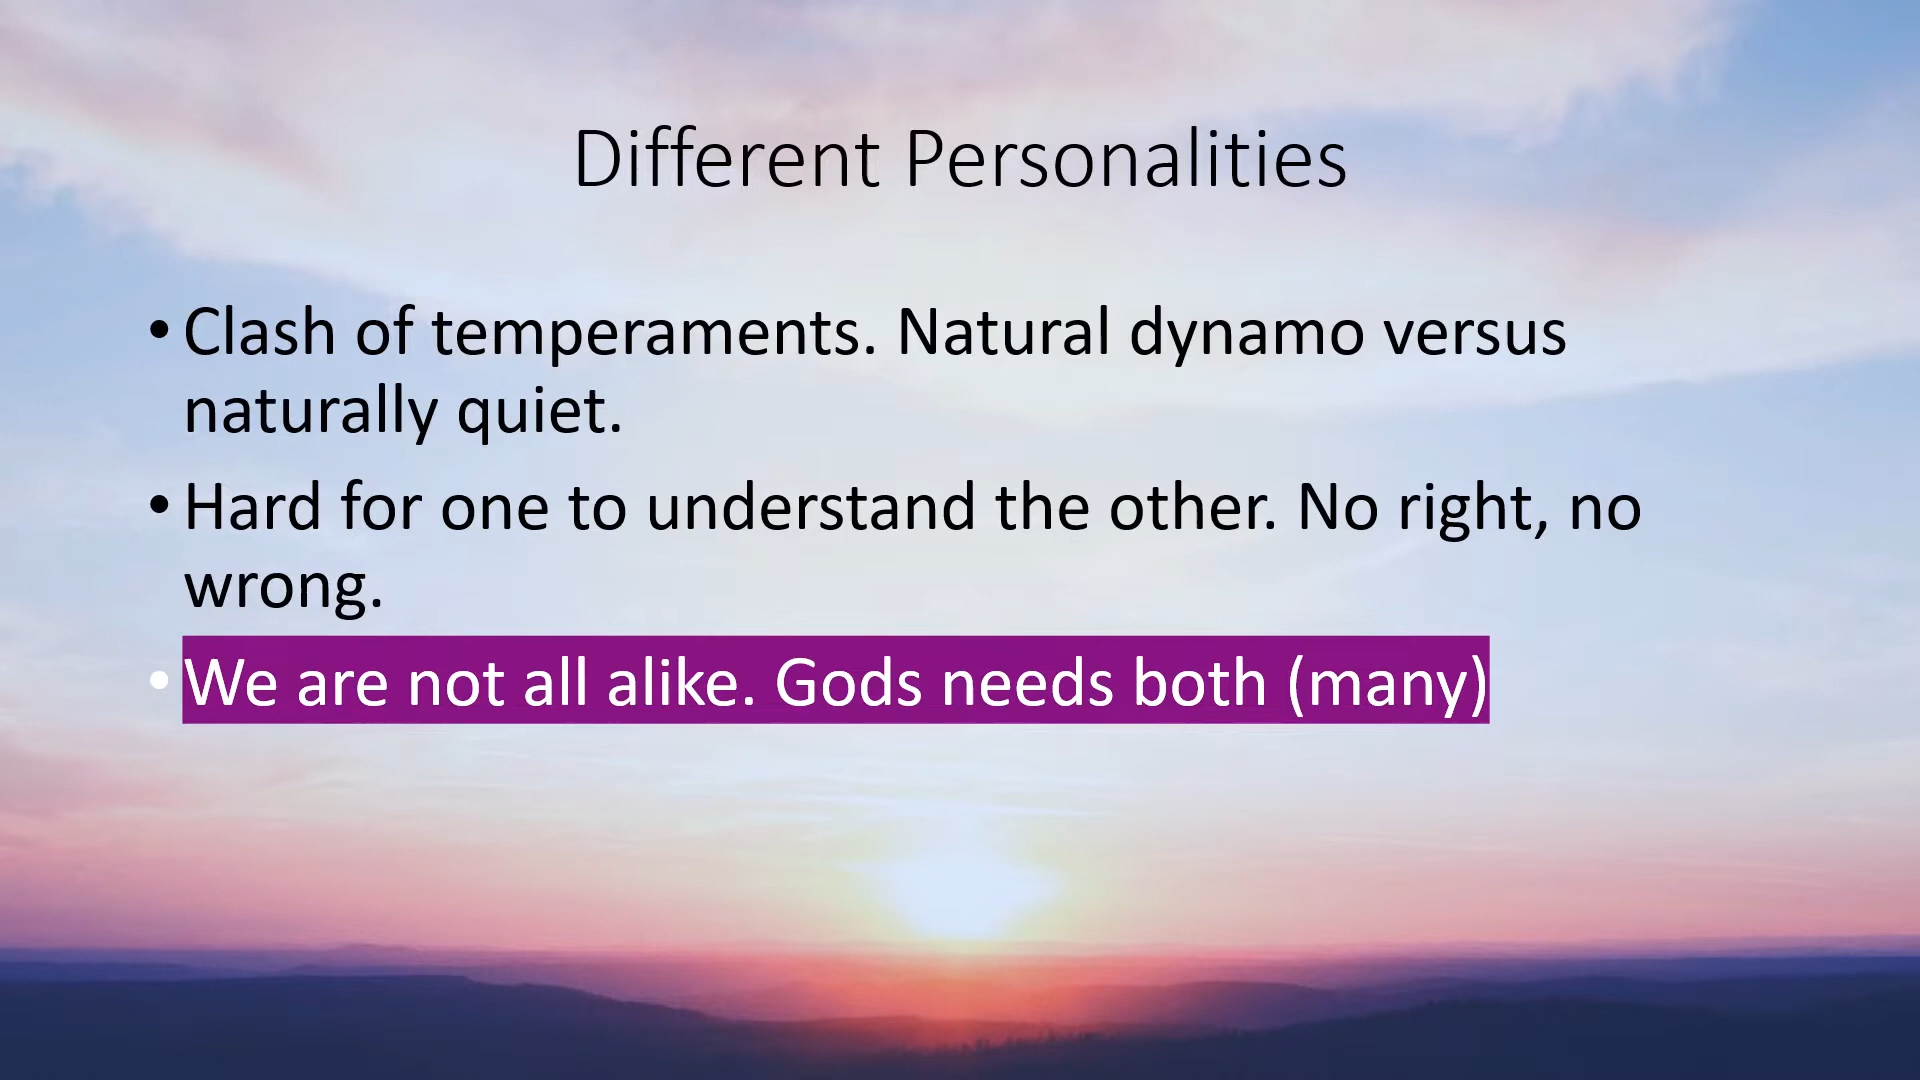 Different Personalities
• Clash of temperaments. Natural dynamo versus
naturally quiet.
• Hard for one to understand the other. No right, no
wrong.
• We are not all alike. Gods needs both (many)